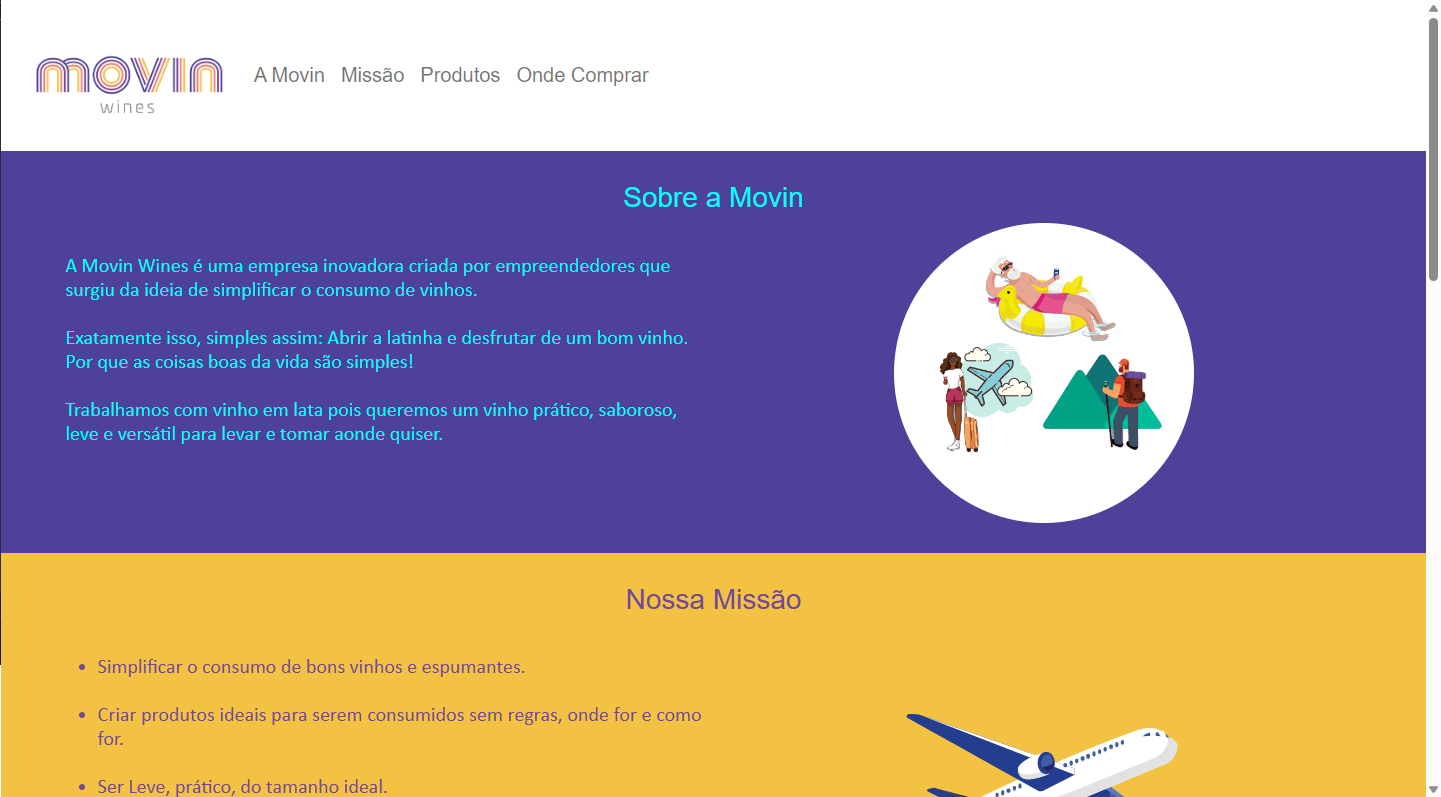 movin
wines
A Movin Missão Produtos Onde Comprar
Sobre a Movin
A Movin Wines é uma empresa inovadora criada por empreendedores que
surgiu da ideia de simplificar o consumo de vinhos.
Exatamente isso, simples assim: Abrir a latinha e desfrutar de um bom vinho.
Por que as coisas boas da vida são simples!
Trabalhamos com vinho em lata pois queremos um vinho prático, saboroso,
leve e versátil para levar e tomar aonde quiser.
Nossa Missão
• Simplificar o consumo de bons vinhos e espumantes.
• Criar produtos ideais para serem consumidos sem regras, onde for e como
for.
• Ser Leve, prático, do tamanho ideal.